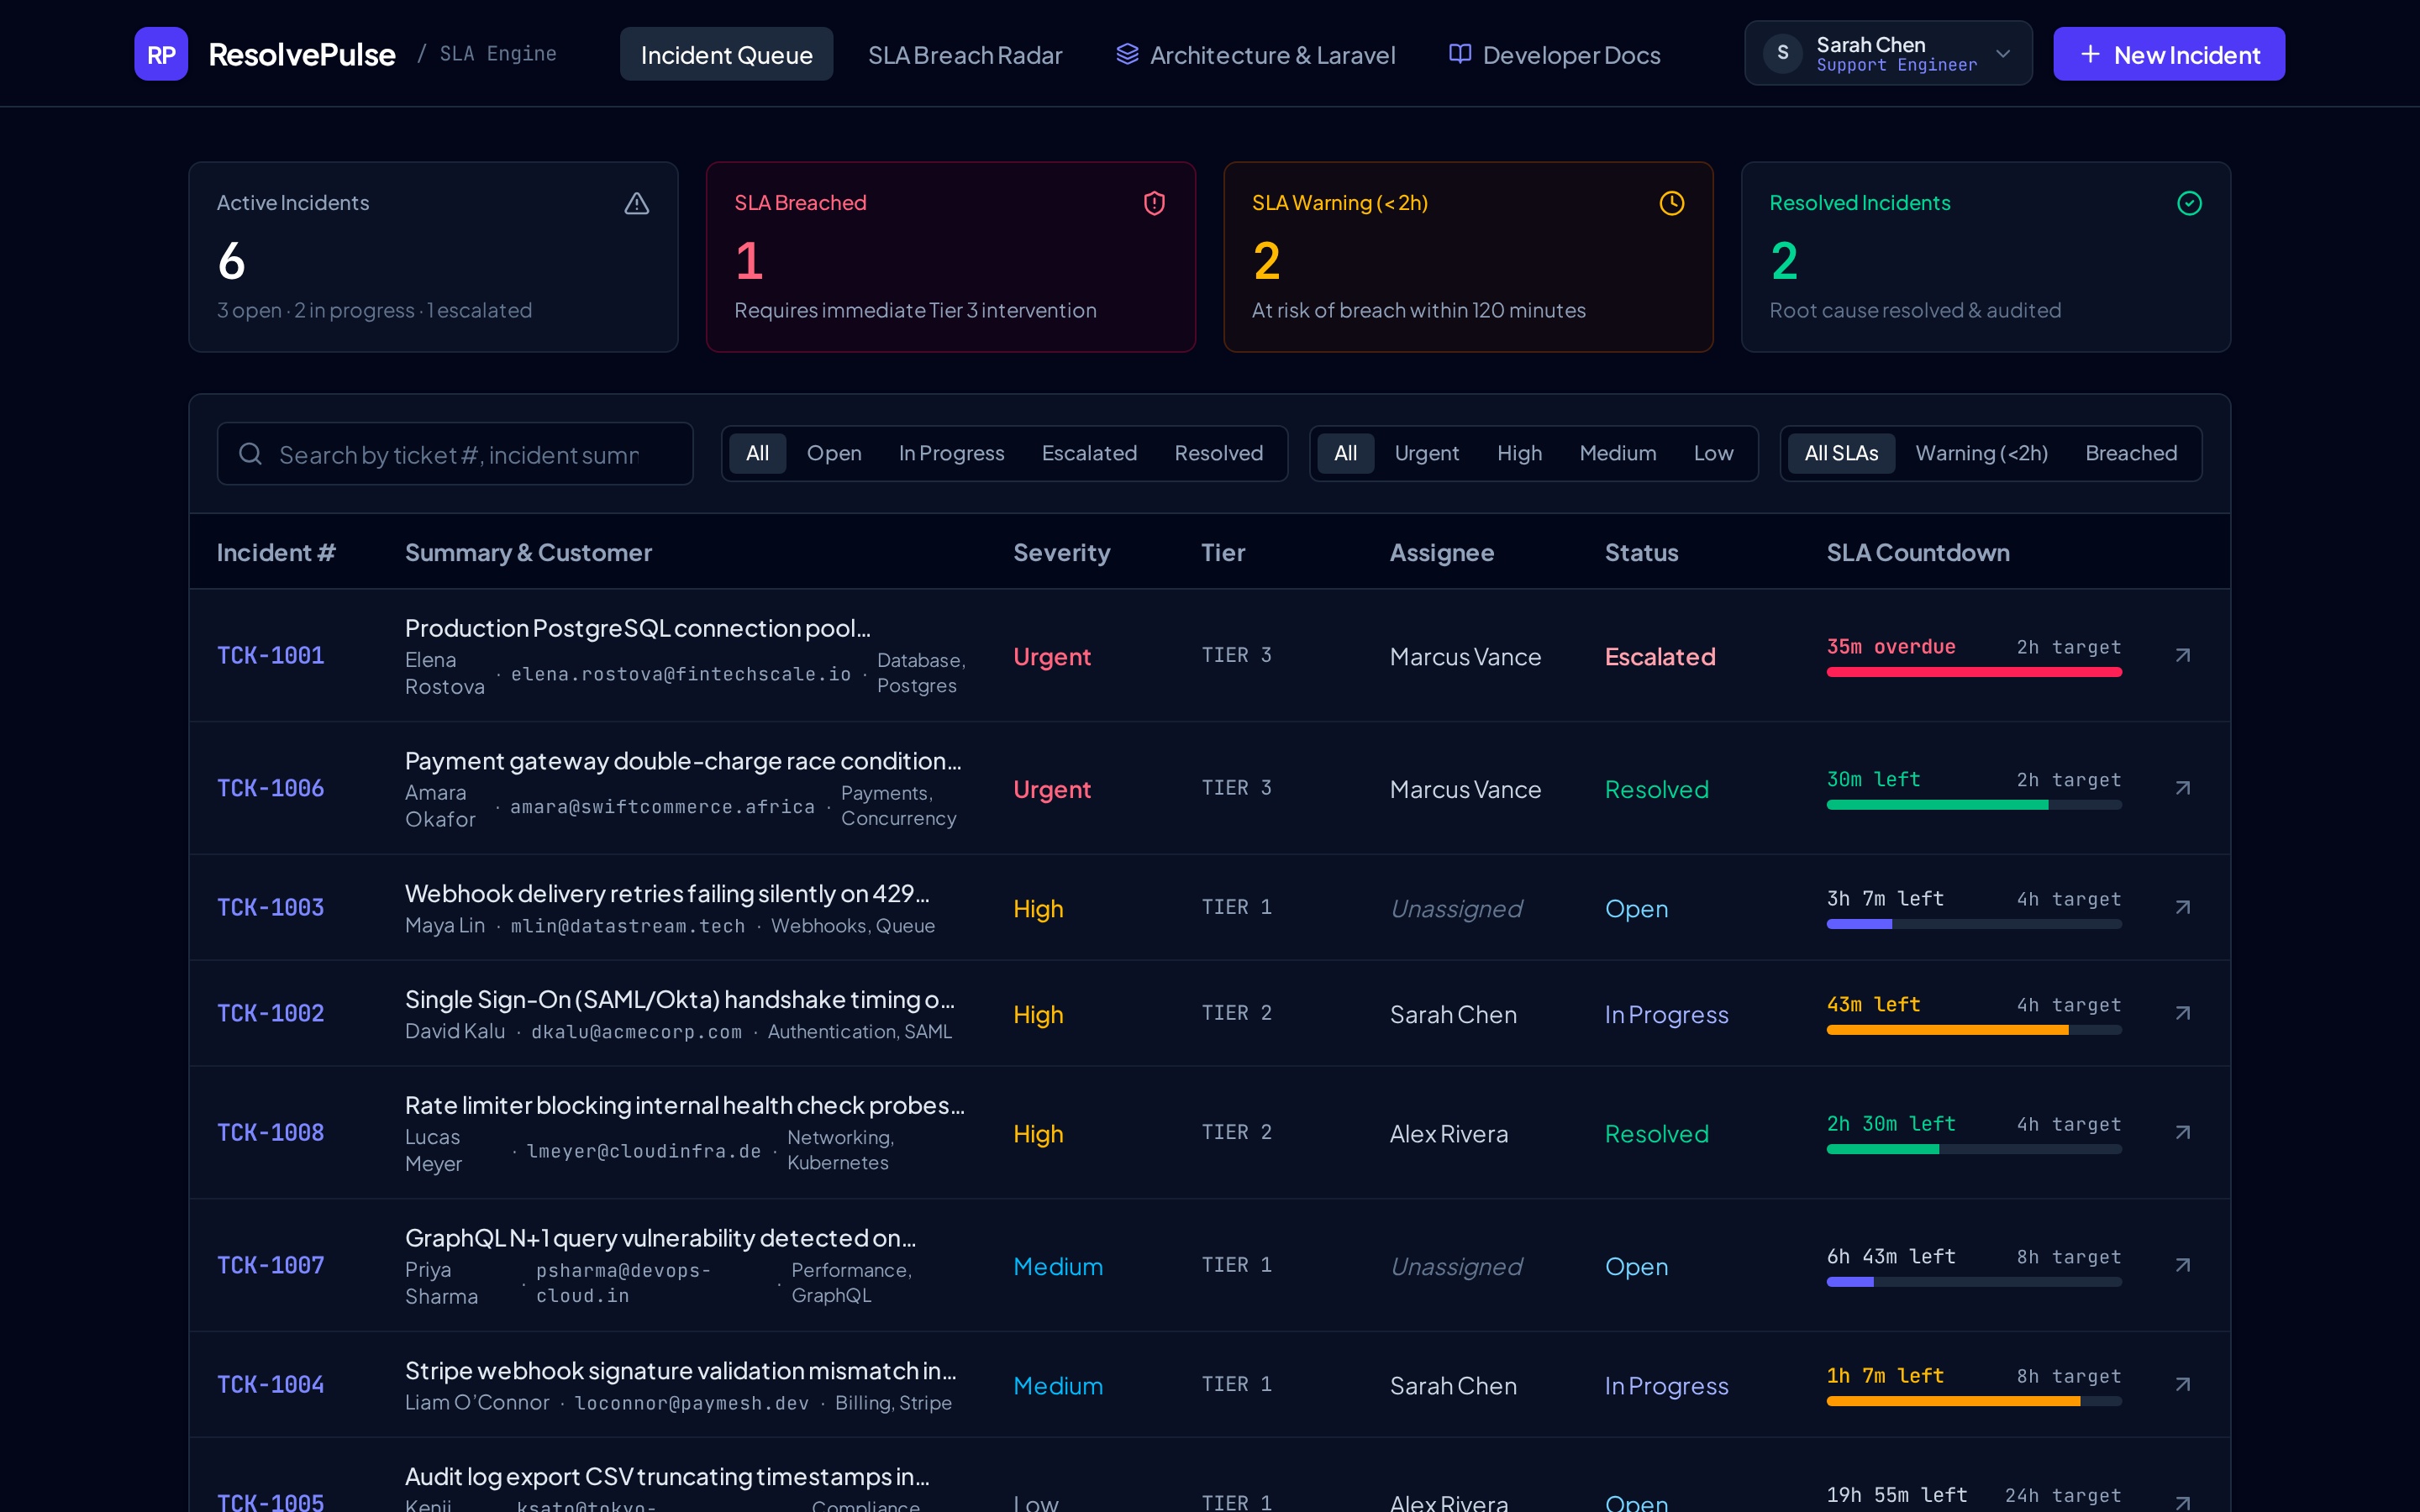 RP ResolvePulse / SLA Engine Incident Queue SLA Breach Radar Architecture & Laravel Developer Docs S Sarah Chen New Incident
Support Engineer
Active Incidents SLA Breached SLA Warning (< 2h) Resolved Incidents
6 1 2 2
3 open · 2 in progress · 1 escalated Requires immediate Tier 3 intervention At risk of breach within 120 minutes Root cause resolved & audited
Search by ticket #, incident sumr All Open In Progress Escalated Resolved All Urgent High Medium Low All SLAs Warning (<2h) Breached
Incident # Summary & Customer Severity Tier Assignee Status SLA Countdown
TCK-1001 Production PostgreSQL connection pool… Urgent TIER 3 Marcus Vance Escalated 35m overdue 2h target
Elena Rostova · elena.rostova@fintechscale.io · Database, Postgres
TCK-1006 Payment gateway double-charge race condition… Urgent TIER 3 Marcus Vance Resolved 30m left 2h target
Amara Okafor · amara@swiftcommerce.africa · Payments, Concurrency
TCK-1003 Webhook delivery retries failing silently on 429… High TIER 1 Unassigned Open 3h 7m left 4h target
Maya Lin · mlin@datastream.tech · Webhooks, Queue
TCK-1002 Single Sign-On (SAML/Okta) handshake timing o… High TIER 2 Sarah Chen In Progress 43m left 4h target
David Kalu · dkalu@acmecorp.com · Authentication, SAML
TCK-1008 Rate limiter blocking internal health check probes… High TIER 2 Alex Rivera Resolved 2h 30m left 4h target
Lucas Meyer · lmeyer@cloudinfra.de · Networking, Kubernetes
TCK-1007 GraphQL N+1 query vulnerability detected on… Medium TIER 1 Unassigned Open 6h 43m left 8h target
Priya Sharma · psharma@devops-cloud.in · Performance, GraphQL
TCK-1004 Stripe webhook signature validation mismatch in… Medium TIER 1 Sarah Chen In Progress 1h 7m left 8h target
Liam O'Connor · loconnor@paymesh.dev · Billing, Stripe
TCK-1005 Audit log export CSV truncating timestamps in… Low TIER 1 Alex Rivera Open 19h 55m left 24h target
Kenji ksato@tokyo- Compliance